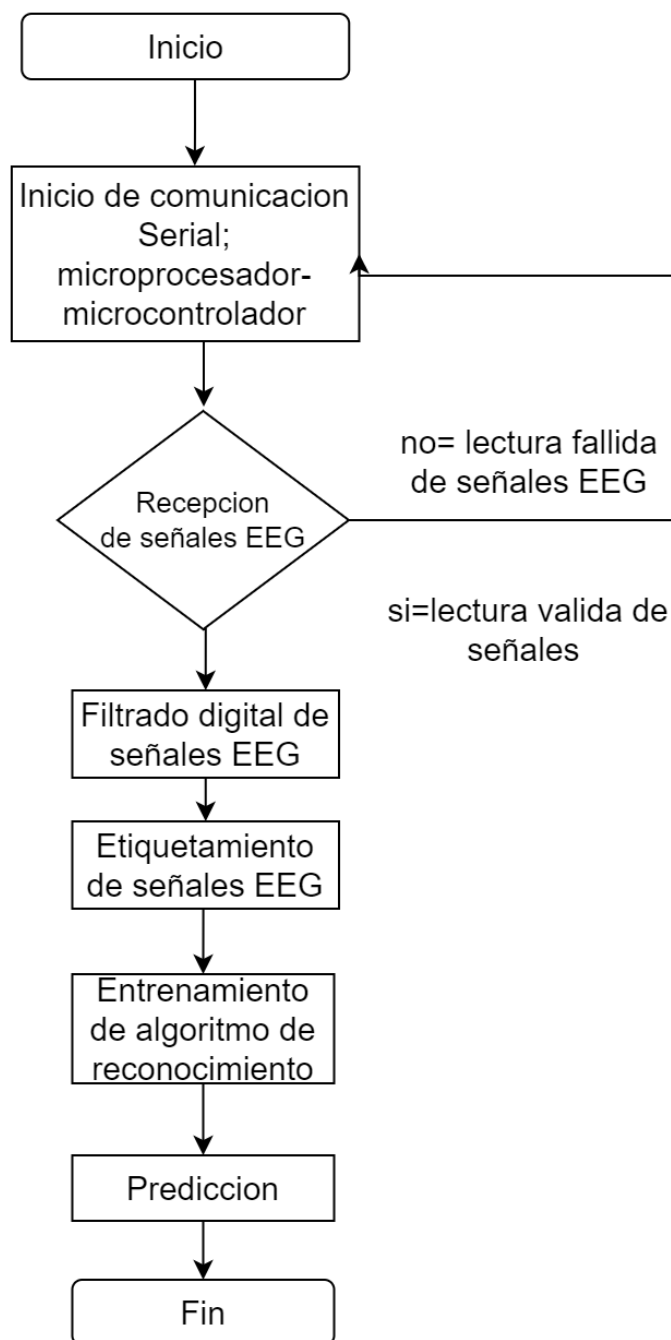 Inicio
Inicio de comunicacion
Serial;
microprocesador-
microcontrolador
no= lectura fallida
de señales EEG
Recepcion
de señales EEG
si=lectura valida de
señales
Filtrado digital de
señales EEG
Etiquetamiento
de señales EEG
Entrenamiento
de algoritmo de
reconocimiento
Prediccion
Fin